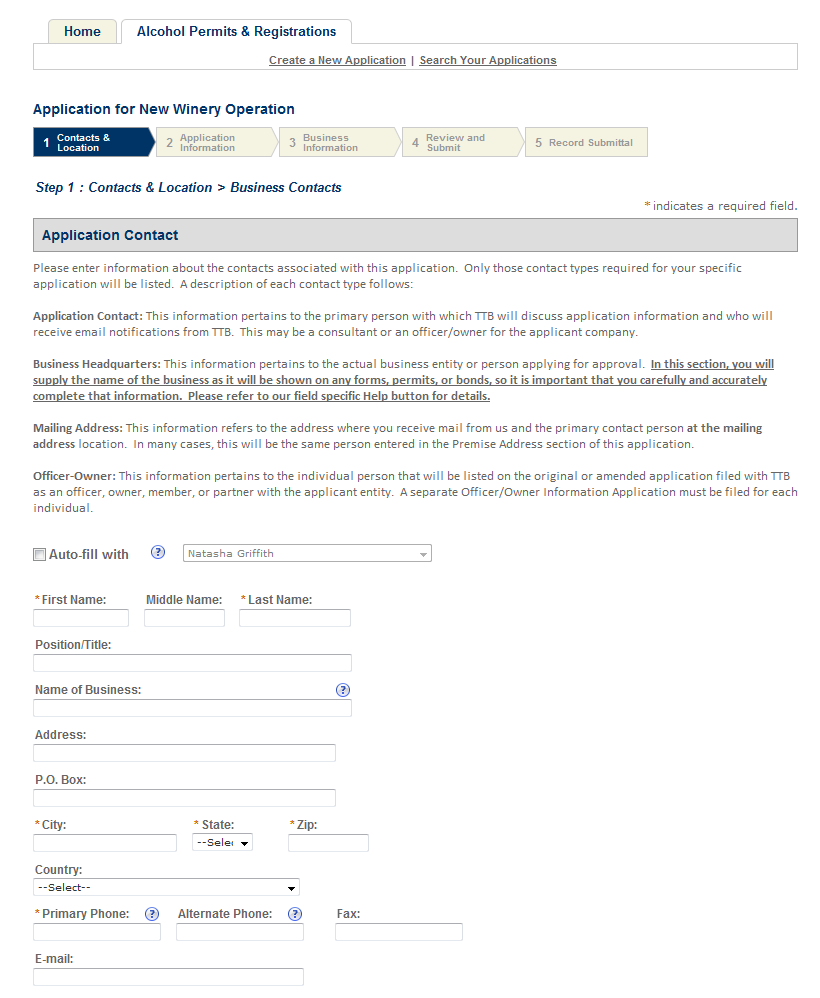 Home Alcohol Permits & Registrations
Create a New Application | Search Your Applications
Application for New Winery Operation
1 Contacts & Location 2 Application Information 3 Business Information 4 Review and Submit 5 Record Submittal
Step 1 : Contacts & Location > Business Contacts
* indicates a required field.
Application Contact
Please enter information about the contacts associated with this application. Only those contact types required for your specific
application will be listed. A description of each contact type follows:
Application Contact: This information pertains to the primary person with which TTB will discuss application information and who will
receive email notifications from TTB. This may be a consultant or an officer/owner for the applicant company.
Business Headquarters: This information pertains to the actual business entity or person applying for approval. In this section, you will
supply the name of the business as it will be shown on any forms, permits, or bonds, so it is important that you carefully and accurately
complete that information. Please refer to our field specific Help button for details.
Mailing Address: This information refers to the address where you receive mail from us and the primary contact person at the mailing
address location. In many cases, this will be the same person entered in the Premise Address section of this application.
Officer-Owner: This information pertains to the individual person that will be listed on the original or amended application filed with TTB
as an officer, owner, member, or partner with the applicant entity. A separate Officer/Owner Information Application must be filed for each
individual.
Auto-fill with ? Natasha Griffith
* First Name: Middle Name: * Last Name:
Position/Title:
Name of Business: ?
Address:
P.O. Box:
* City: * State: * Zip:
--Selec
Country:
--Select--
* Primary Phone: ? Alternate Phone: ? Fax:
E-mail: